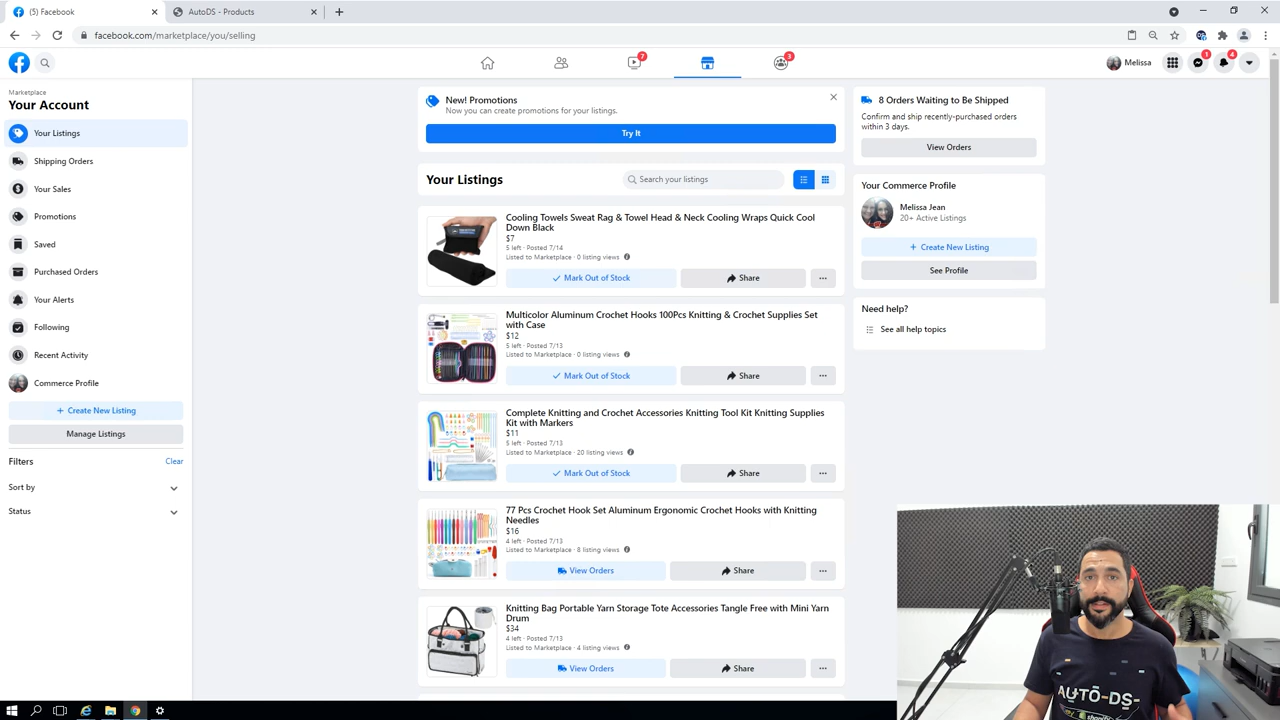 (5) Facebook
AutoDS - Products
facebook.com/marketplace/you/selling
7
3
Melissa
1
4
Marketplace
Your Account
Your Listings
Shipping Orders
Your Sales
Promotions
Saved
Purchased Orders
Your Alerts
Following
Recent Activity
Commerce Profile
+ Create New Listing
Manage Listings
Filters
Clear
Sort by
Status
New! Promotions
Now you can create promotions for your listings.
Try It
Your Listings
Search your listings
Cooling Towels Sweat Rag & Towel Head & Neck Cooling Wraps Quick Cool
Down Black
$7
5 left · Posted 7/14
Listed to Marketplace · 0 listing views
Mark Out of Stock
Share
Multicolor Aluminum Crochet Hooks 100Pcs Knitting & Crochet Supplies Set
with Case
$12
5 left · Posted 7/13
Listed to Marketplace · 0 listing views
Mark Out of Stock
Share
Complete Knitting and Crochet Accessories Knitting Tool Kit Knitting Supplies
Kit with Markers
$11
5 left · Posted 7/13
Listed to Marketplace · 20 listing views
Mark Out of Stock
Share
77 Pcs Crochet Hook Set Aluminum Ergonomic Crochet Hooks with Knitting
Needles
$16
4 left · Posted 7/13
Listed to Marketplace · 8 listing views
View Orders
Share
Knitting Bag Portable Yarn Storage Tote Accessories Tangle Free with Mini Yarn
Drum
$34
4 left · Posted 7/13
Listed to Marketplace · 4 listing views
View Orders
Share
8 Orders Waiting to Be Shipped
Confirm and ship recently-purchased orders
within 3 days.
View Orders
Your Commerce Profile
Melissa Jean
20+ Active Listings
+ Create New Listing
See Profile
Need help?
See all help topics
AUTO-DS-